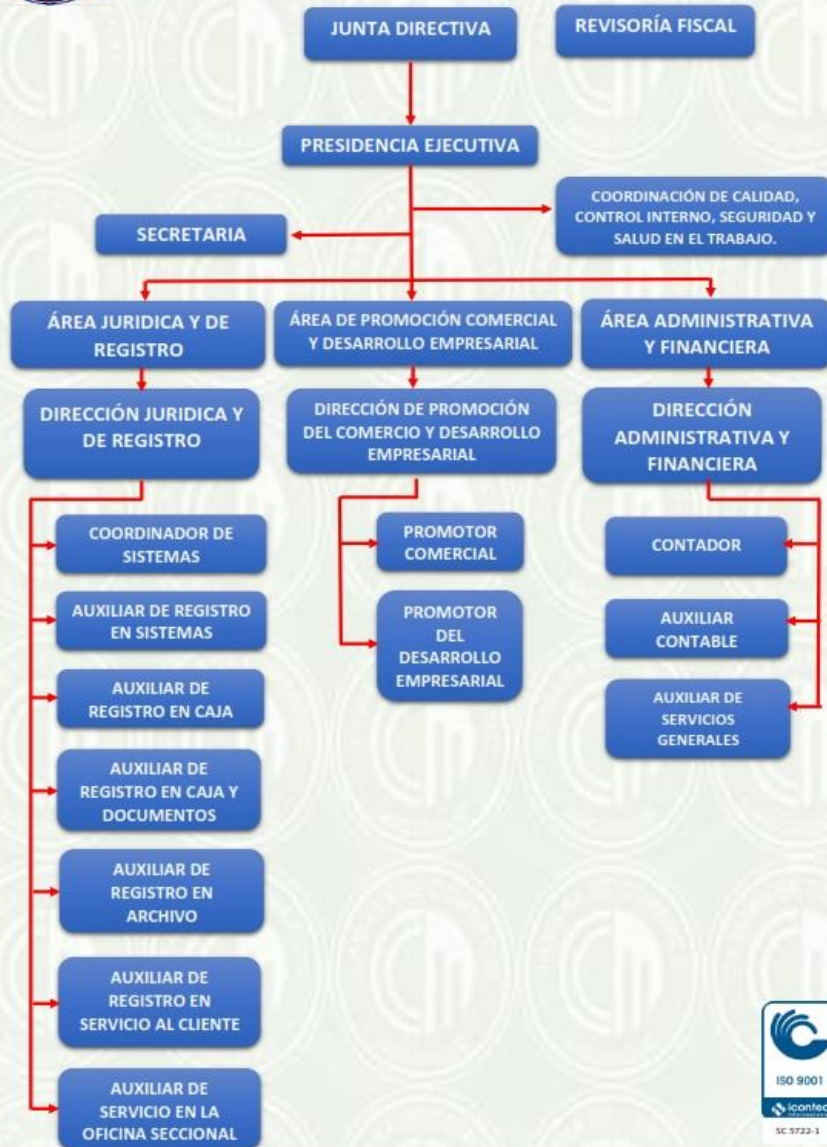 JUNTA DIRECTIVA
REVISORÍA FISCAL
PRESIDENCIA EJECUTIVA
COORDINACIÓN DE CALIDAD,
CONTROL INTERNO, SEGURIDAD Y
SALUD EN EL TRABAJO.
SECRETARIA
ÁREA JURIDICA Y DE
REGISTRO
ÁREA DE PROMOCIÓN COMERCIAL
Y DESARROLLO EMPRESARIAL
ÁREA ADMINISTRATIVA
Y FINANCIERA
DIRECCIÓN JURIDICA Y
DE REGISTRO
DIRECCIÓN DE PROMOCIÓN
DEL COMERCIO Y DESARROLLO
EMPRESARIAL
DIRECCIÓN
ADMINISTRATIVA Y
FINANCIERA
COORDINADOR DE
SISTEMAS
AUXILIAR DE REGISTRO
EN SISTEMAS
AUXILIAR DE
REGISTRO EN CAJA
AUXILIAR DE
REGISTRO EN CAJA Y
DOCUMENTOS
AUXILIAR DE
REGISTRO EN
ARCHIVO
AUXILIAR DE
REGISTRO EN
SERVICIO AL CLIENTE
AUXILIAR DE
SERVICIO EN LA
OFICINA SECCIONAL
PROMOTOR
COMERCIAL
PROMOTOR
DEL
DESARROLLO
EMPRESARIAL
CONTADOR
AUXILIAR
CONTABLE
AUXILIAR DE
SERVICIOS
GENERALES
ISO 9001
icontec
SC 5722-1